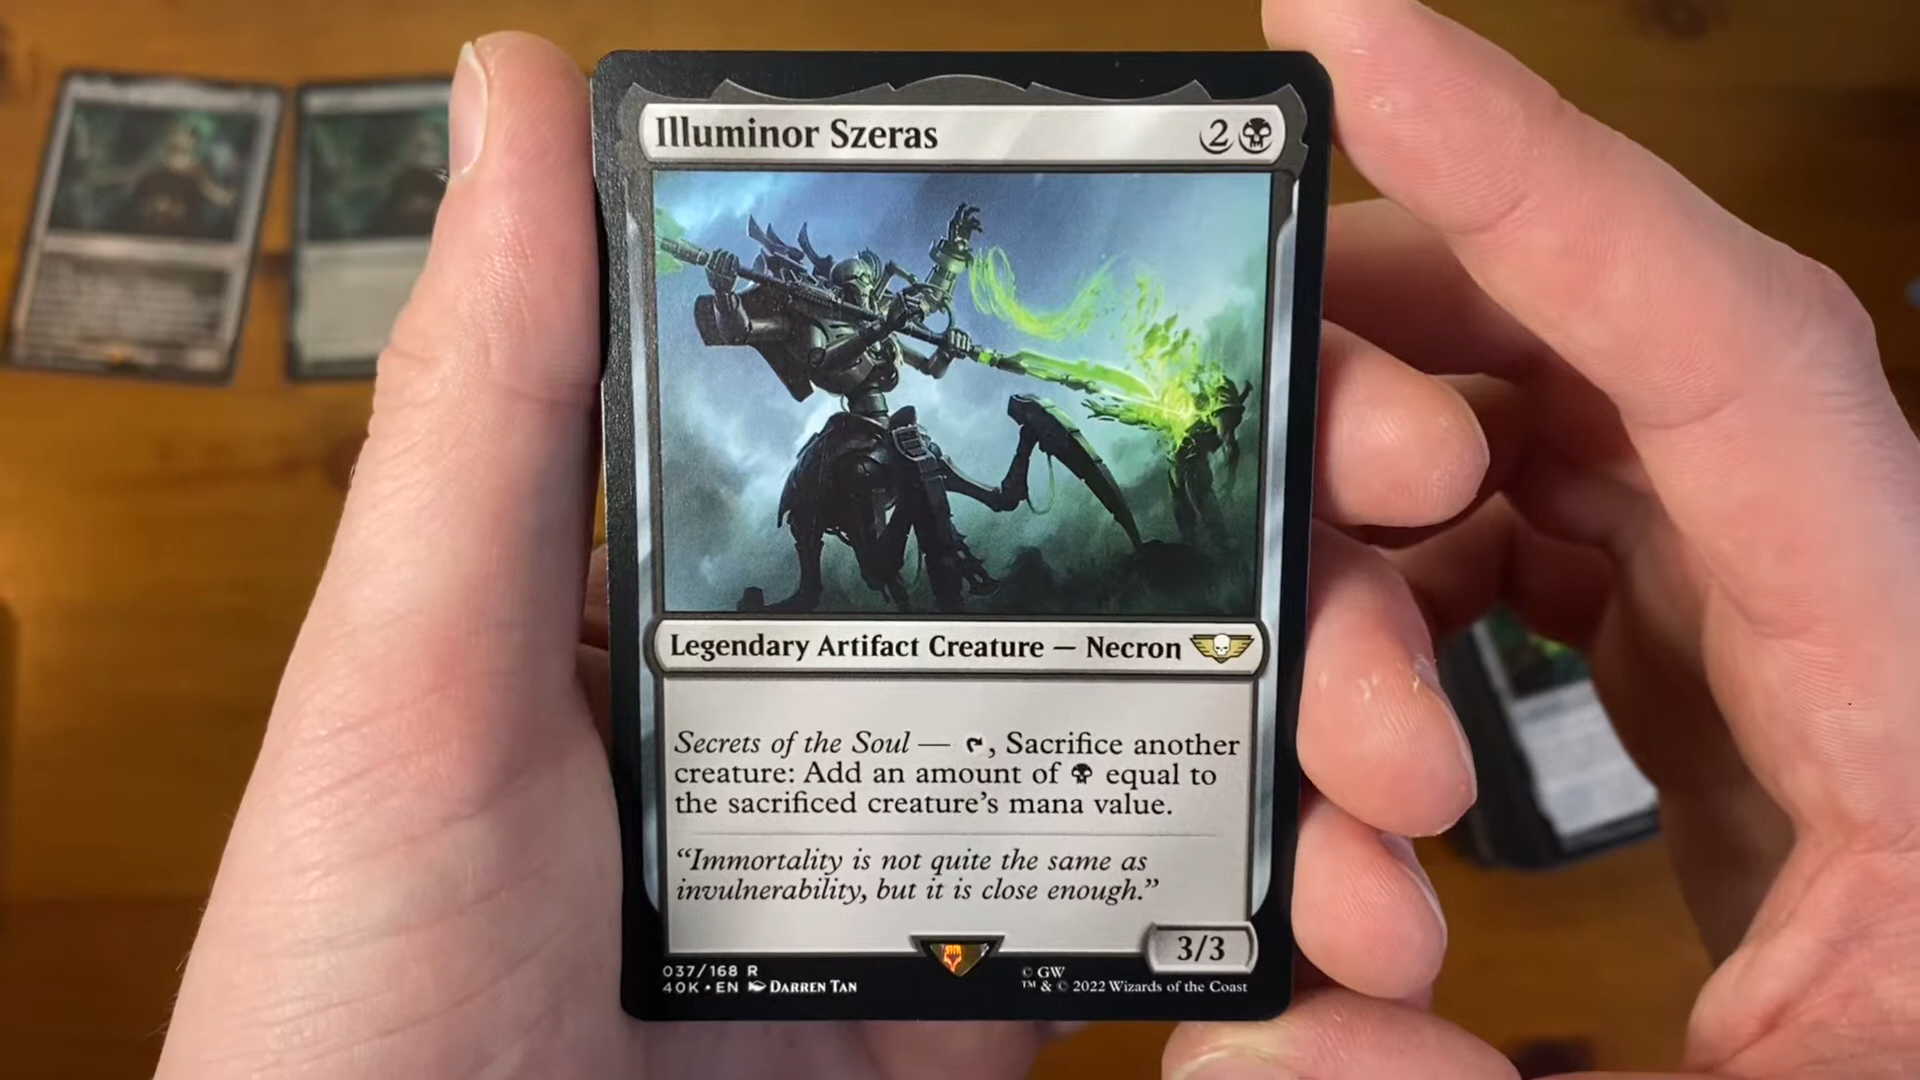 Illuminor Szeras 2
Legendary Artifact Creature — Necron
Secrets of the Soul — , Sacrifice another
creature: Add an amount of equal to
the sacrificed creature's mana value.
“Immortality is not quite the same as
invulnerability, but it is close enough.”
3/3
037/168 R
40K • EN DARREN TAN
© GW
™ & © 2022 Wizards of the Coast